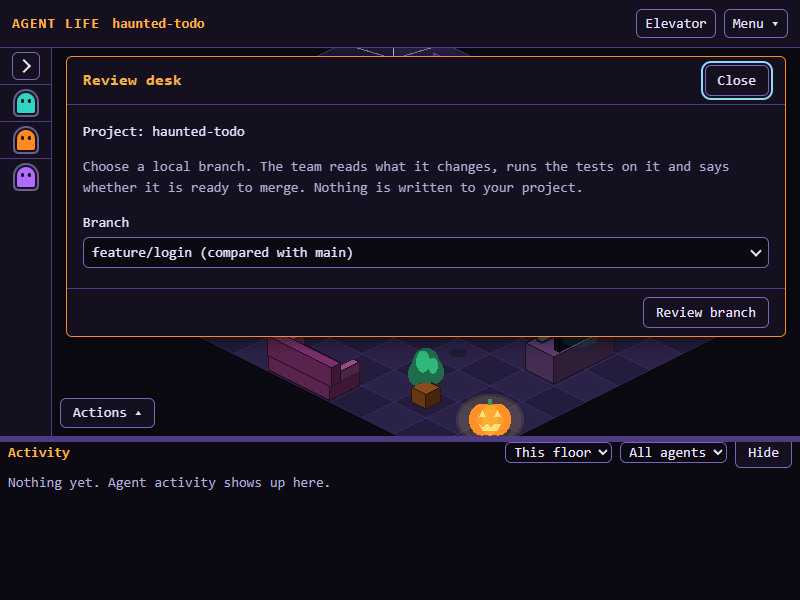 AGENT LIFE haunted-todo Elevator Menu ▾
Review desk Close
Project: haunted-todo
Choose a local branch. The team reads what it changes, runs the tests on it and says
whether it is ready to merge. Nothing is written to your project.
Branch
feature/login (compared with main)
Review branch
Actions ▴
Activity This floor All agents Hide
Nothing yet. Agent activity shows up here.